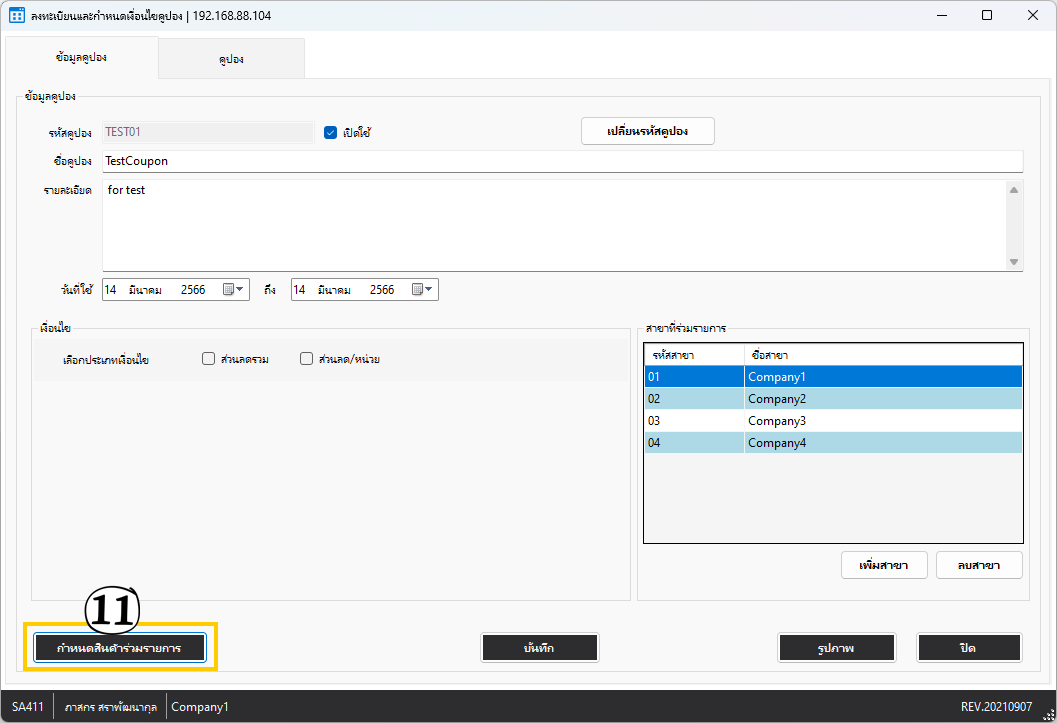 ลงทะเบียนและกำหนดเงื่อนไขคูปอง | 192.168.88.104
ข้อมูลคูปอง
คูปอง
ข้อมูลคูปอง
รหัสคูปอง TEST01 เปิดใช้ เปลี่ยนรหัสคูปอง
ชื่อคูปอง TestCoupon
รายละเอียด for test
วันที่ใช้ 14 มีนาคม 2566 ถึง 14 มีนาคม 2566
เงื่อนไข
เลือกประเภทเงื่อนไข ส่วนลดรวม ส่วนลด/หน่วย
สาขาที่ร่วมรายการ
รหัสสาขา ชื่อสาขา
01 Company1
02 Company2
03 Company3
04 Company4
เพิ่มสาขา ลบสาขา
11
กำหนดสินค้าร่วมรายการ บันทึก รูปภาพ ปิด
SA411 ภาสกร สราพัฒนากุล Company1 REV.20210907